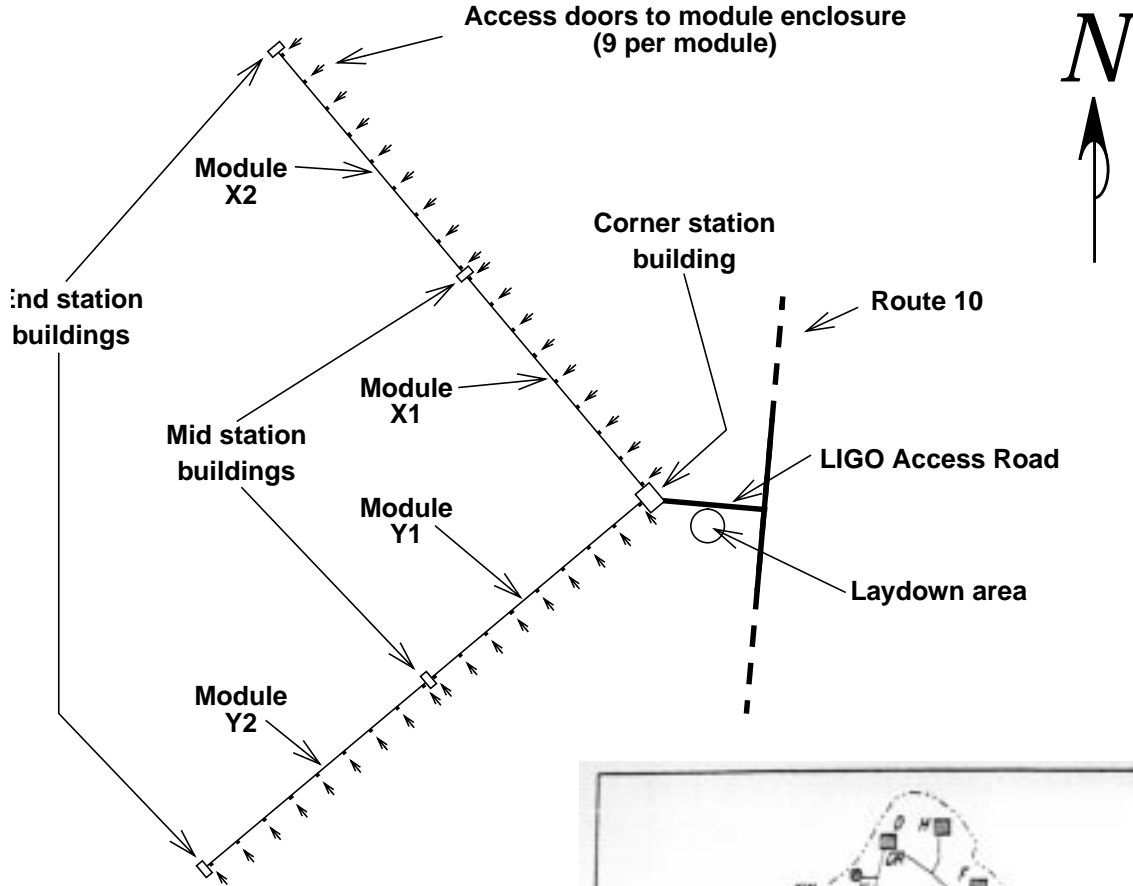 Access doors to module enclosure
(9 per module)
N
Module
X2
Corner station
building
End station
buildings
Route 10
Module
X1
Mid station
buildings
LIGO Access Road
Module
Y1
Laydown area
Module
Y2
D
H
F